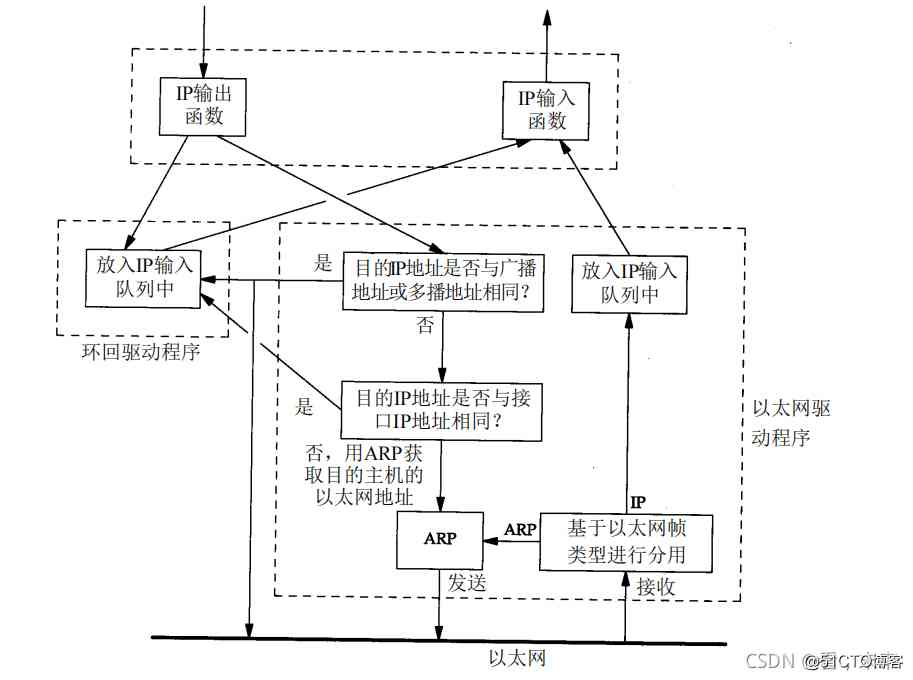 IP输出
函数
IP输入
函数
放入IP输入
队列中
环回驱动程序
是
目的IP地址是否与广播
地址或多播地址相同？
放入IP输入
队列中
否
是
目的IP地址是否与接
口IP地址相同？
以太网驱
动程序
否，用ARP获
取目的主机的
以太网地址
IP
ARP
ARP
基于以太网帧
类型进行分用
发送
接收
以太网
CSDN
@51CTO博客